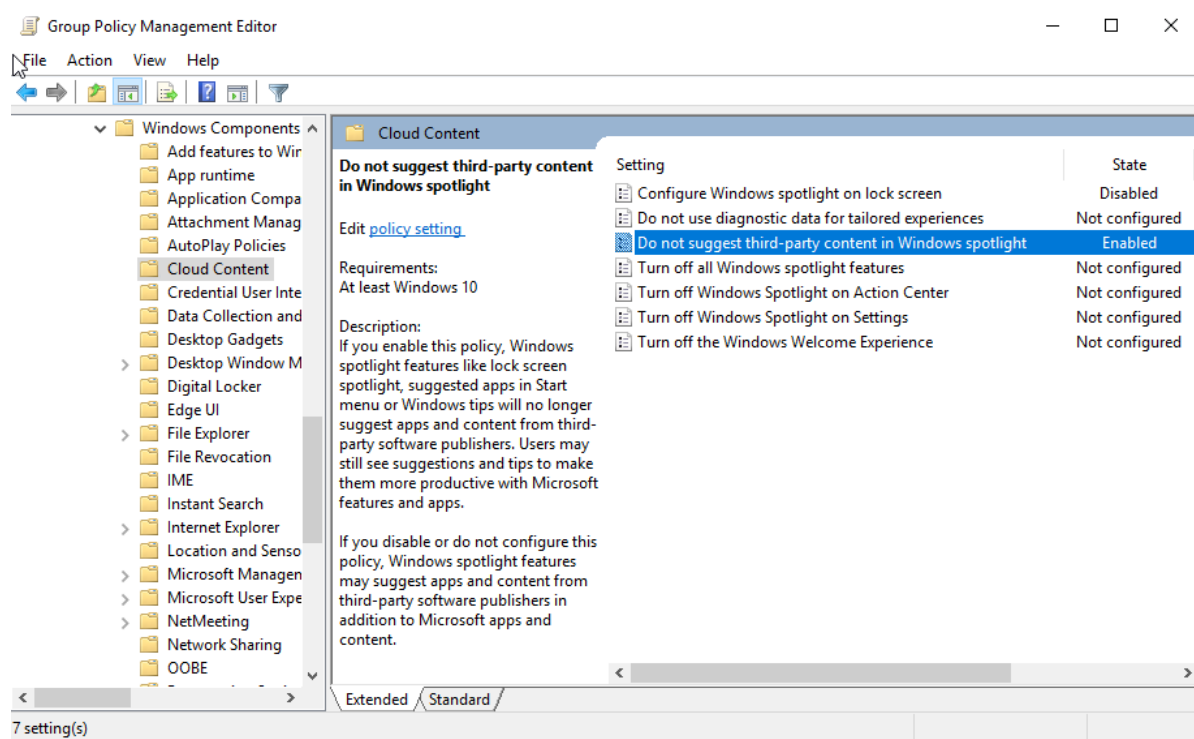 Group Policy Management Editor
File Action View Help
Windows Components
Add features to Wir
App runtime
Application Compa
Attachment Manag
AutoPlay Policies
Cloud Content
Credential User Inte
Data Collection and
Desktop Gadgets
Desktop Window M
Digital Locker
Edge UI
File Explorer
File Revocation
IME
Instant Search
Internet Explorer
Location and Senso
Microsoft Managen
Microsoft User Expe
NetMeeting
Network Sharing
OOBE
Cloud Content
Do not suggest third-party content
in Windows spotlight
Edit policy setting
Requirements:
At least Windows 10
Description:
If you enable this policy, Windows
spotlight features like lock screen
spotlight, suggested apps in Start
menu or Windows tips will no longer
suggest apps and content from third-
party software publishers. Users may
still see suggestions and tips to make
them more productive with Microsoft
features and apps.
If you disable or do not configure this
policy, Windows spotlight features
may suggest apps and content from
third-party software publishers in
addition to Microsoft apps and
content.
Setting State
Configure Windows spotlight on lock screen Disabled
Do not use diagnostic data for tailored experiences Not configured
Do not suggest third-party content in Windows spotlight Enabled
Turn off all Windows spotlight features Not configured
Turn off Windows Spotlight on Action Center Not configured
Turn off Windows Spotlight on Settings Not configured
Turn off the Windows Welcome Experience Not configured
Extended Standard
7 setting(s)